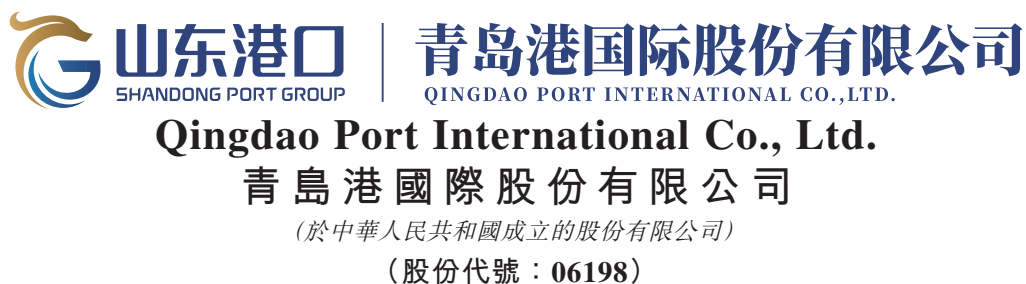 山东港口
SHANDONG PORT GROUP
青岛港国际股份有限公司
QINGDAO PORT INTERNATIONAL CO.,LTD.
Qingdao Port International Co., Ltd.
青島港國際股份有限公司
(於中華人民共和國成立的股份有限公司)
（股份代號：06198）